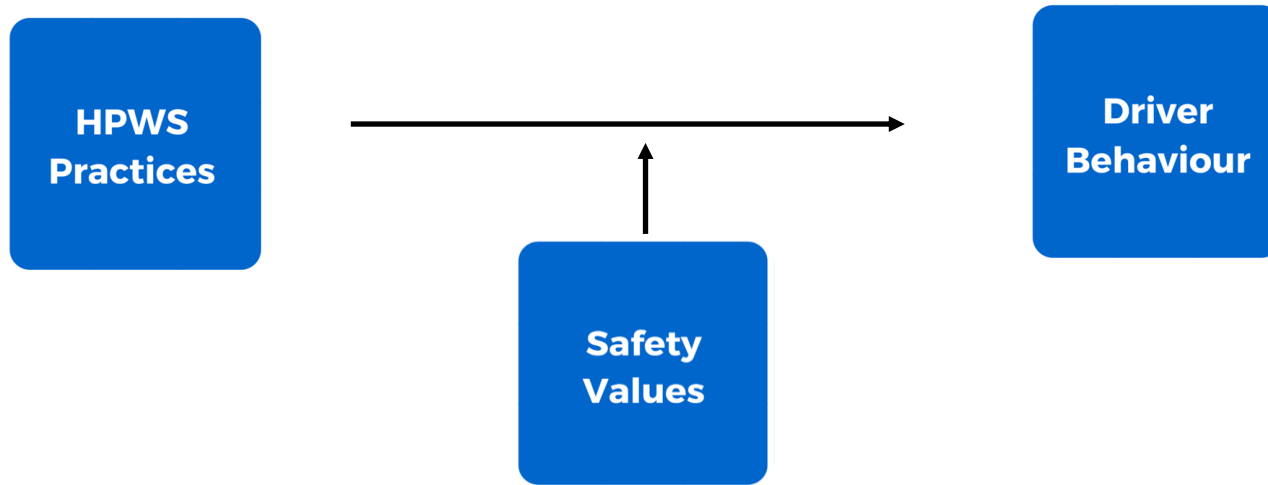 HPWS
Practices
Driver
Behaviour
Safety
Values